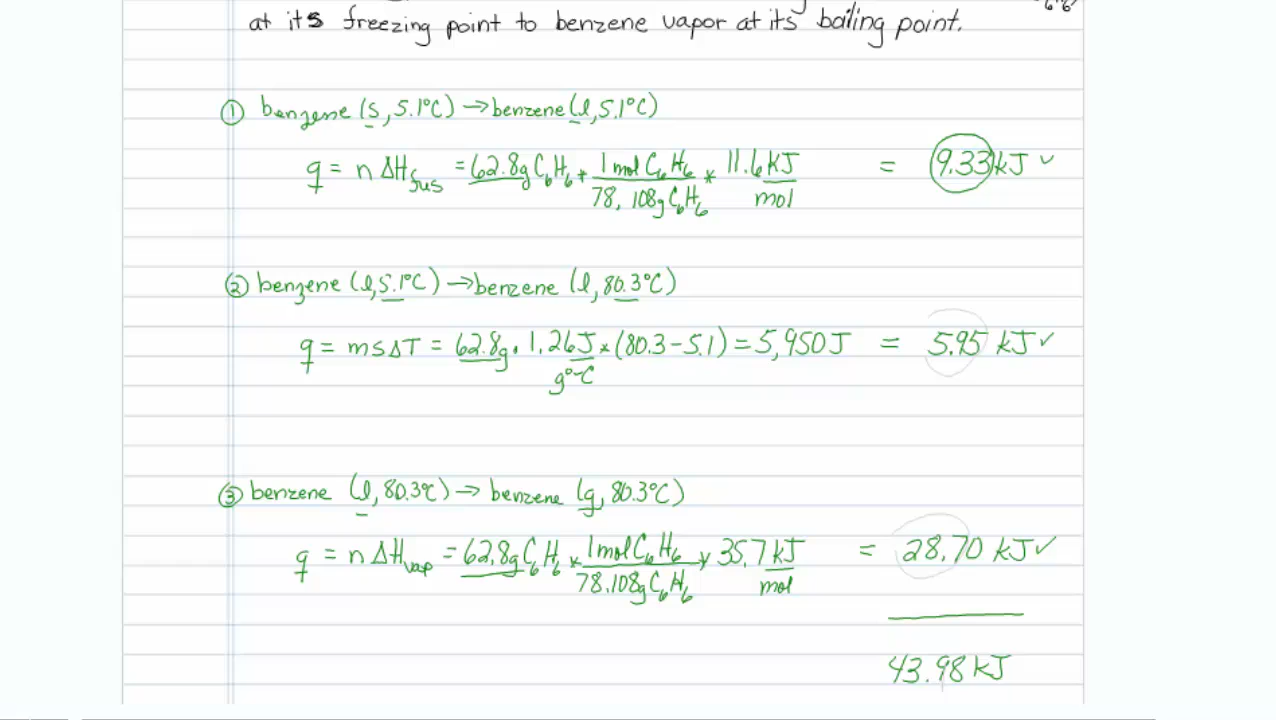 at its freezing point to benzene vapor at its boiling point.
① benzene (s, 5.1°C) → benzene (l, 5.1°C)
q = n ΔH_fus = 62.8g C₆H₆ * 1 mol C₆H₆ / 78.108g C₆H₆ * 11.6 kJ / mol = 9.33 kJ ✓
② benzene (l, 5.1°C) → benzene (l, 80.3°C)
q = msΔT = 62.8g • 1.26 J / g°C * (80.3 - 5.1) = 5,950 J = 5.95 kJ ✓
③ benzene (l, 80.3°C) → benzene (g, 80.3°C)
q = n ΔH_vap = 62.8g C₆H₆ * 1 mol C₆H₆ / 78.108g C₆H₆ * 35.7 kJ / mol = 28.70 kJ ✓
43.98 kJ